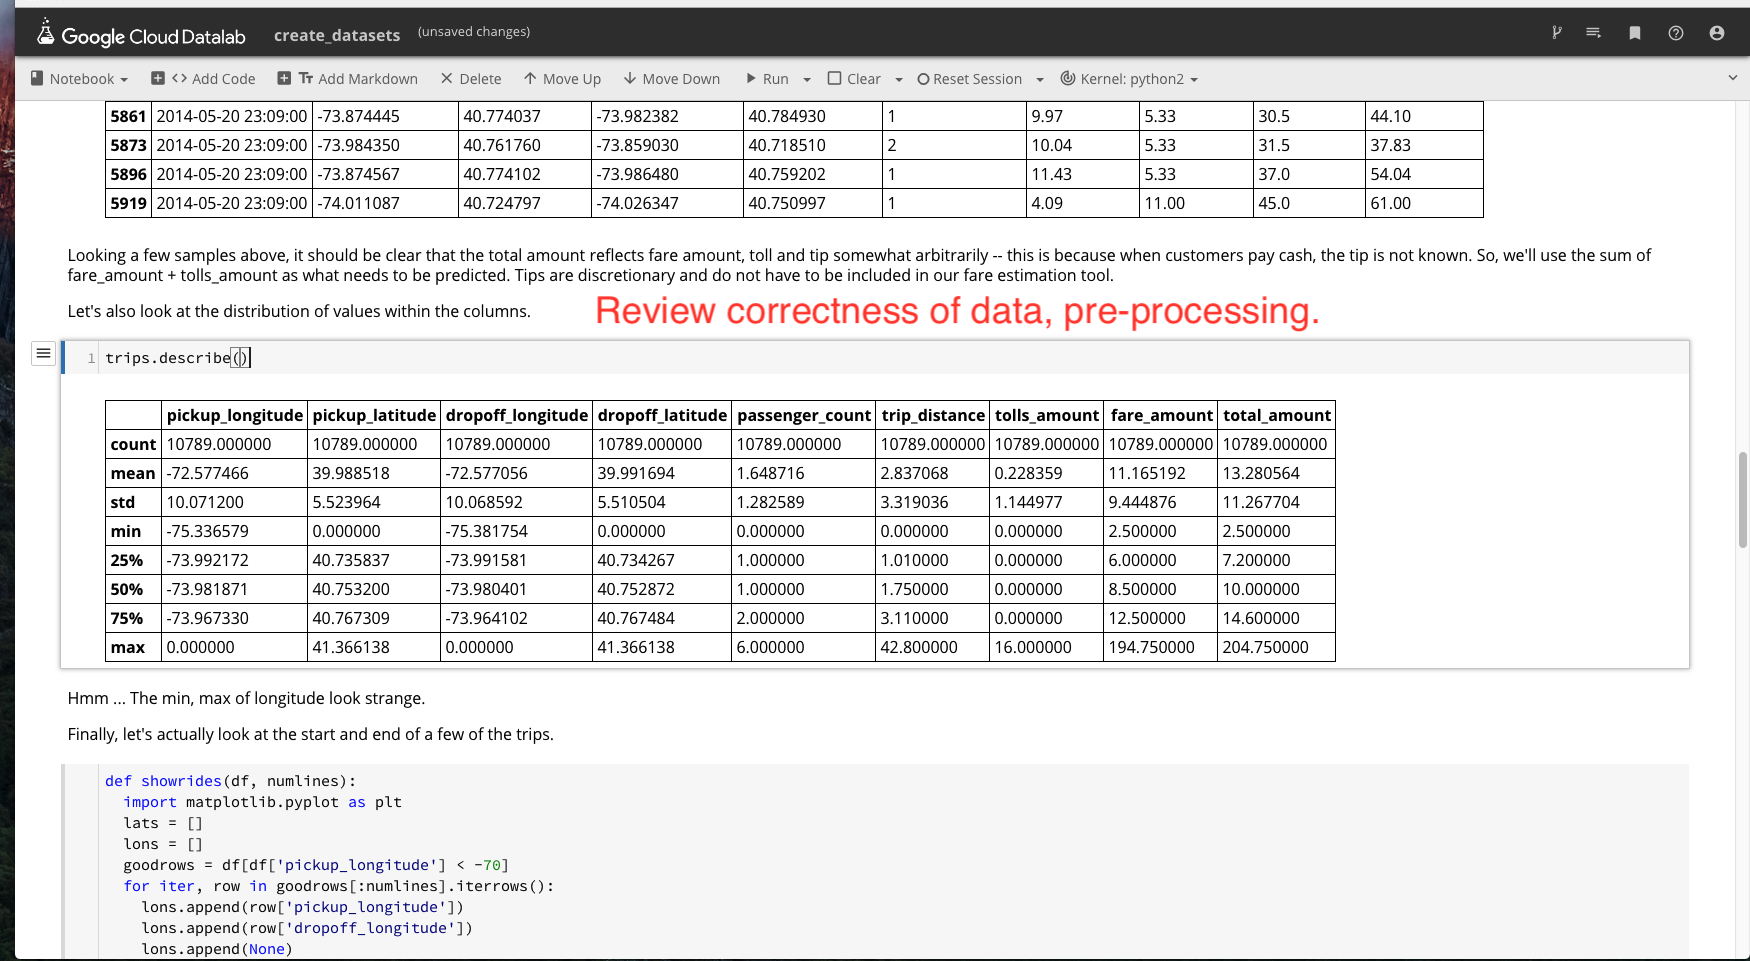 Google Cloud Datalab create_datasets (unsaved changes)
Notebook <> Add Code Tт Add Markdown Delete Move Up Move Down Run Clear Reset Session Kernel: python2
5861 2014-05-20 23:09:00 -73.874445 40.774037 -73.982382 40.784930 1 9.97 5.33 30.5 44.10
5873 2014-05-20 23:09:00 -73.984350 40.761760 -73.859030 40.718510 2 10.04 5.33 31.5 37.83
5896 2014-05-20 23:09:00 -73.874567 40.774102 -73.986480 40.759202 1 11.43 5.33 37.0 54.04
5919 2014-05-20 23:09:00 -74.011087 40.724797 -74.026347 40.750997 1 4.09 11.00 45.0 61.00
Looking a few samples above, it should be clear that the total amount reflects fare amount, toll and tip somewhat arbitrarily -- this is because when customers pay cash, the tip is not known. So, we'll use the sum of
fare_amount + tolls_amount as what needs to be predicted. Tips are discretionary and do not have to be included in our fare estimation tool.
Let's also look at the distribution of values within the columns.
Review correctness of data, pre-processing.
1 trips.describe()
pickup_longitude pickup_latitude dropoff_longitude dropoff_latitude passenger_count trip_distance tolls_amount fare_amount total_amount
count 10789.000000 10789.000000 10789.000000 10789.000000 10789.000000 10789.000000 10789.000000 10789.000000 10789.000000
mean -72.577466 39.988518 -72.577056 39.991694 1.648716 2.837068 0.228359 11.165192 13.280564
std 10.071200 5.523964 10.068592 5.510504 1.282589 3.319036 1.144977 9.444876 11.267704
min -75.336579 0.000000 -75.381754 0.000000 0.000000 0.000000 0.000000 2.500000 2.500000
25% -73.992172 40.735837 -73.991581 40.734267 1.000000 1.010000 0.000000 6.000000 7.200000
50% -73.981871 40.753200 -73.980401 40.752872 1.000000 1.750000 0.000000 8.500000 10.000000
75% -73.967330 40.767309 -73.964102 40.767484 2.000000 3.110000 0.000000 12.500000 14.600000
max 0.000000 41.366138 0.000000 41.366138 6.000000 42.800000 16.000000 194.750000 204.750000
Hmm ... The min, max of longitude look strange.
Finally, let's actually look at the start and end of a few of the trips.
def showrides(df, numlines):
import matplotlib.pyplot as plt
lats = []
lons = []
goodrows = df[df['pickup_longitude'] < -70]
for iter, row in goodrows[:numlines].iterrows():
lons.append(row['pickup_longitude'])
lons.append(row['dropoff_longitude'])
lons.append(None)